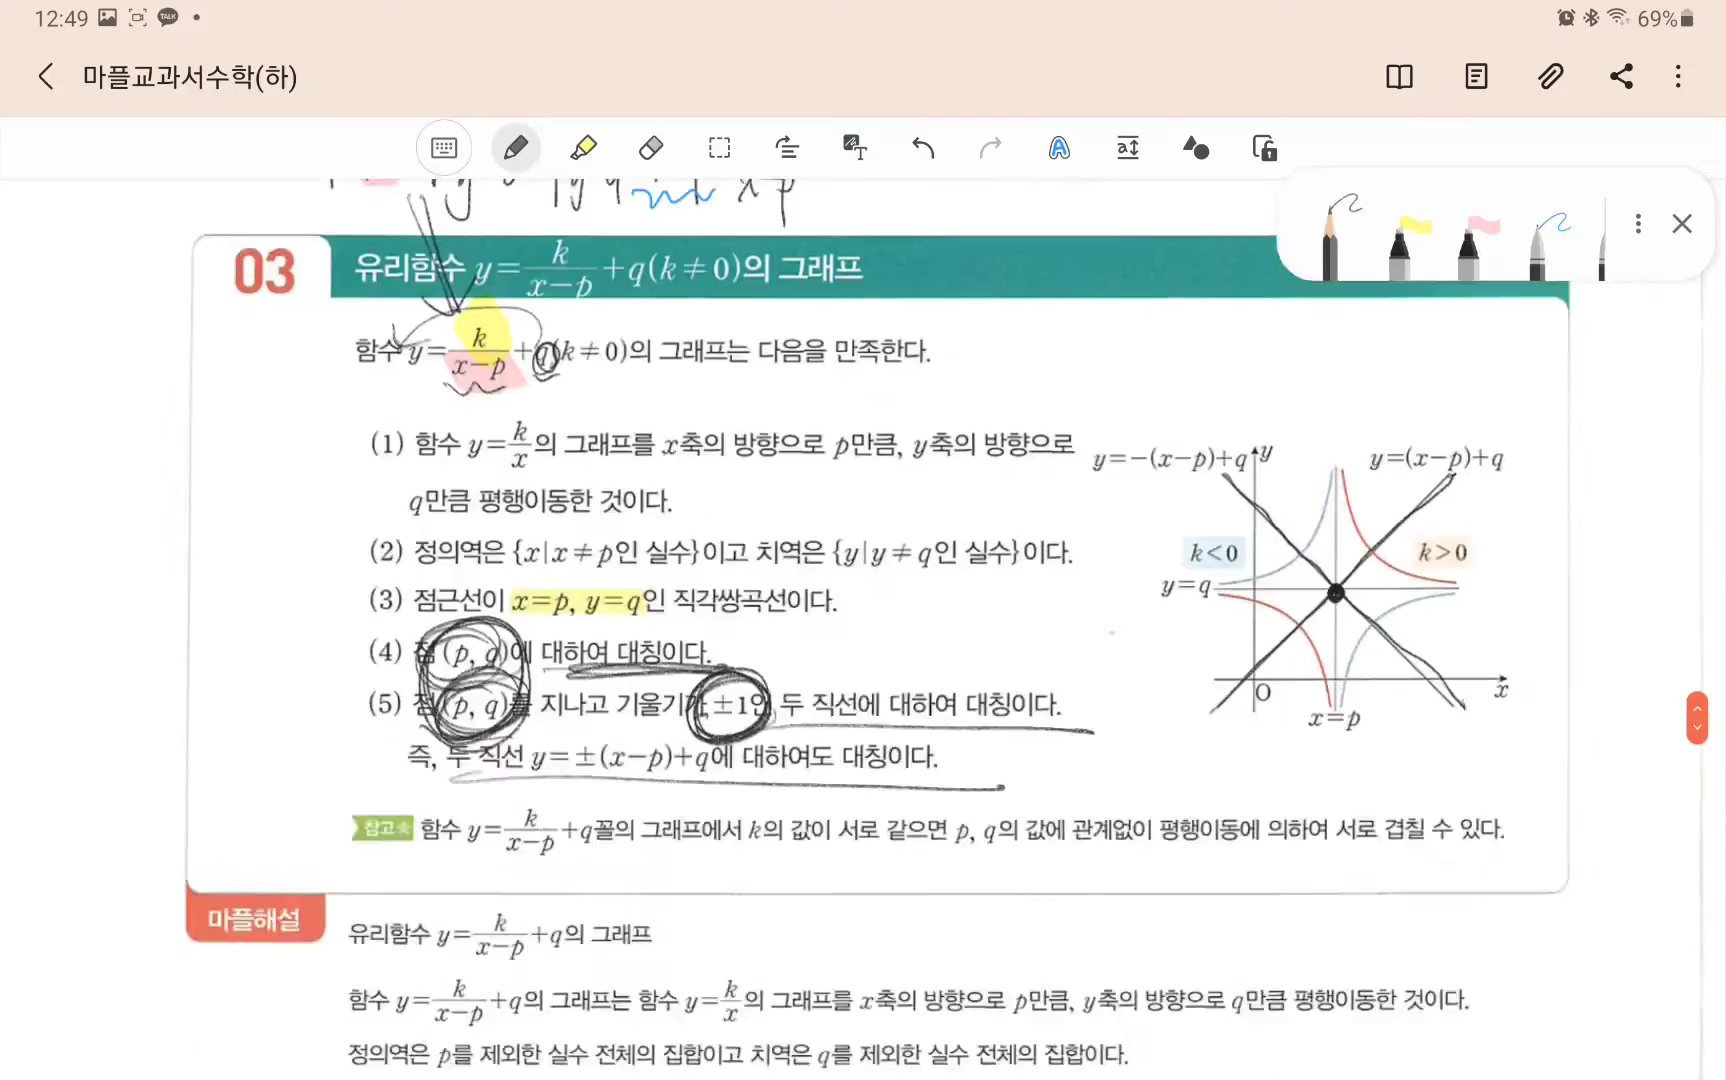 12:49 TALK 69%
마플교과서수학(하)
03 유리함수 y=k/(x−p)+q(k≠0)의 그래프
함수 y=k/(x−p)+q(k≠0)의 그래프는 다음을 만족한다.
(1) 함수 y=k/x의 그래프를 x축의 방향으로 p만큼, y축의 방향으로
q만큼 평행이동한 것이다.
(2) 정의역은 {x|x≠p인 실수}이고 치역은 {y|y≠q인 실수}이다.
(3) 점근선이 x=p, y=q인 직각쌍곡선이다.
(4) 점 (p, q)에 대하여 대칭이다.
(5) 점 (p, q)를 지나고 기울기가 ±1인 두 직선에 대하여 대칭이다.
즉, 두 직선 y=±(x−p)+q에 대하여도 대칭이다.
y=−(x−p)+q y y=(x−p)+q
k<0 k>0
y=q
O x
x=p
참고 함수 y=k/(x−p)+q꼴의 그래프에서 k의 값이 서로 같으면 p, q의 값에 관계없이 평행이동에 의하여 서로 겹칠 수 있다.
마플해설 유리함수 y=k/(x−p)+q의 그래프
함수 y=k/(x−p)+q의 그래프는 함수 y=k/x의 그래프를 x축의 방향으로 p만큼, y축의 방향으로 q만큼 평행이동한 것이다.
정의역은 p를 제외한 실수 전체의 집합이고 치역은 q를 제외한 실수 전체의 집합이다.